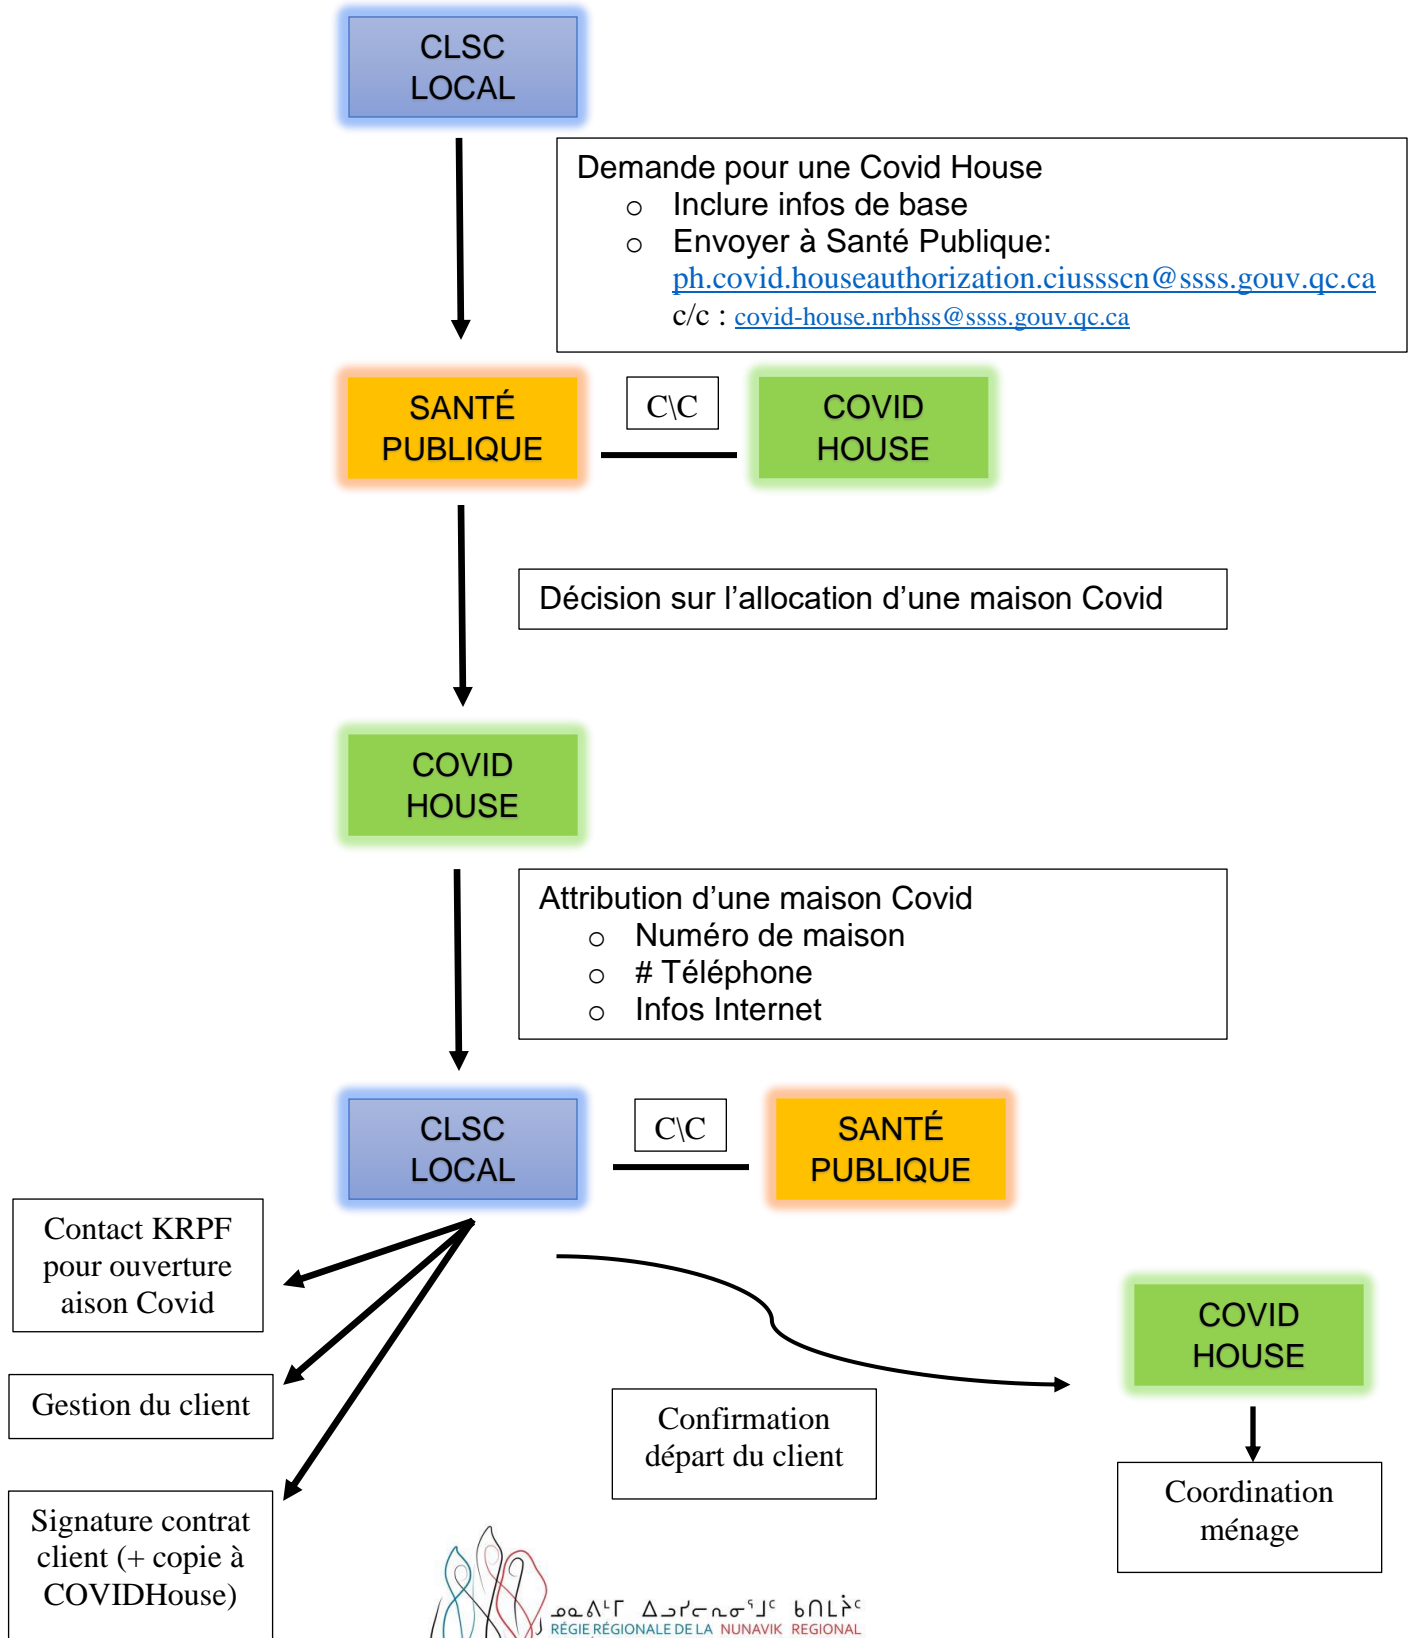 CLSC
LOCAL
Demande pour une Covid House
o Inclure infos de base
o Envoyer à Santé Publique:
ph.covid.houseauthorization.ciussscn@ssss.gouv.qc.ca
c/c : covid-house.nrbhss@ssss.gouv.qc.ca
SANTÉ
PUBLIQUE
C\C
COVID
HOUSE
Décision sur l’allocation d’une maison Covid
COVID
HOUSE
Attribution d’une maison Covid
o Numéro de maison
o # Téléphone
o Infos Internet
CLSC
LOCAL
C\C
SANTÉ
PUBLIQUE
Contact KRPF
pour ouverture
aison Covid
Gestion du client
Signature contrat
client (+ copie à
COVIDHouse)
Confirmation
départ du client
COVID
HOUSE
Coordination
ménage
ᓄᓇᕕᒻᒥ ᐃᓗᓯᓕᕆᓂᕐᒧᑦ ᑲᑎᒪᔩᑦ
RÉGIE RÉGIONALE DE LA NUNAVIK REGIONAL